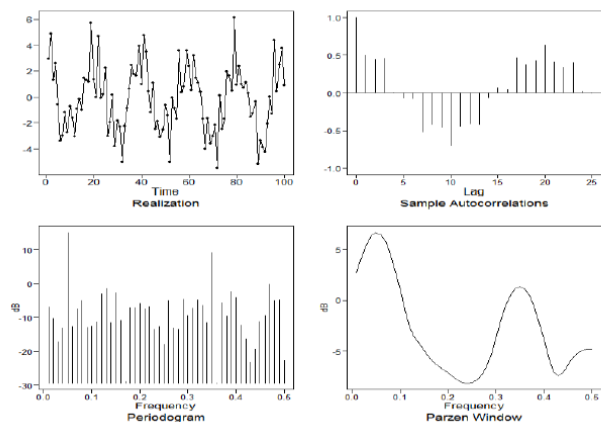 6
4
2
0
-2
-4
0 20 40 60 80 100
Time
Realization
1.0
0.5
0.0
-0.5
-1.0
0 5 10 15 20 25
Lag
Sample Autocorrelations
10
0
-10
-20
-30
dB
0.0 0.1 0.2 0.3 0.4 0.5
Frequency
Periodogram
5
0
-5
dB
0.0 0.1 0.2 0.3 0.4 0.5
Frequency
Parzen Window